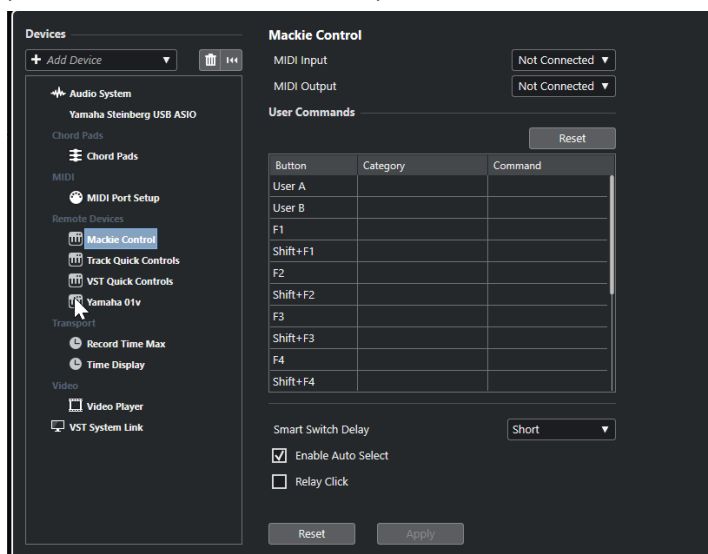 Devices
+ Add Device
Audio System
Yamaha Steinberg USB ASIO
Chord Pads
Chord Pads
MIDI
MIDI Port Setup
Remote Devices
Mackie Control
Track Quick Controls
VST Quick Controls
Yamaha 01v
Transport
Record Time Max
Time Display
Video
Video Player
VST System Link
Mackie Control
MIDI Input Not Connected
MIDI Output Not Connected
User Commands
Reset
Button Category Command
User A
User B
F1
Shift+F1
F2
Shift+F2
F3
Shift+F3
F4
Shift+F4
Smart Switch Delay Short
Enable Auto Select
Relay Click
Reset Apply